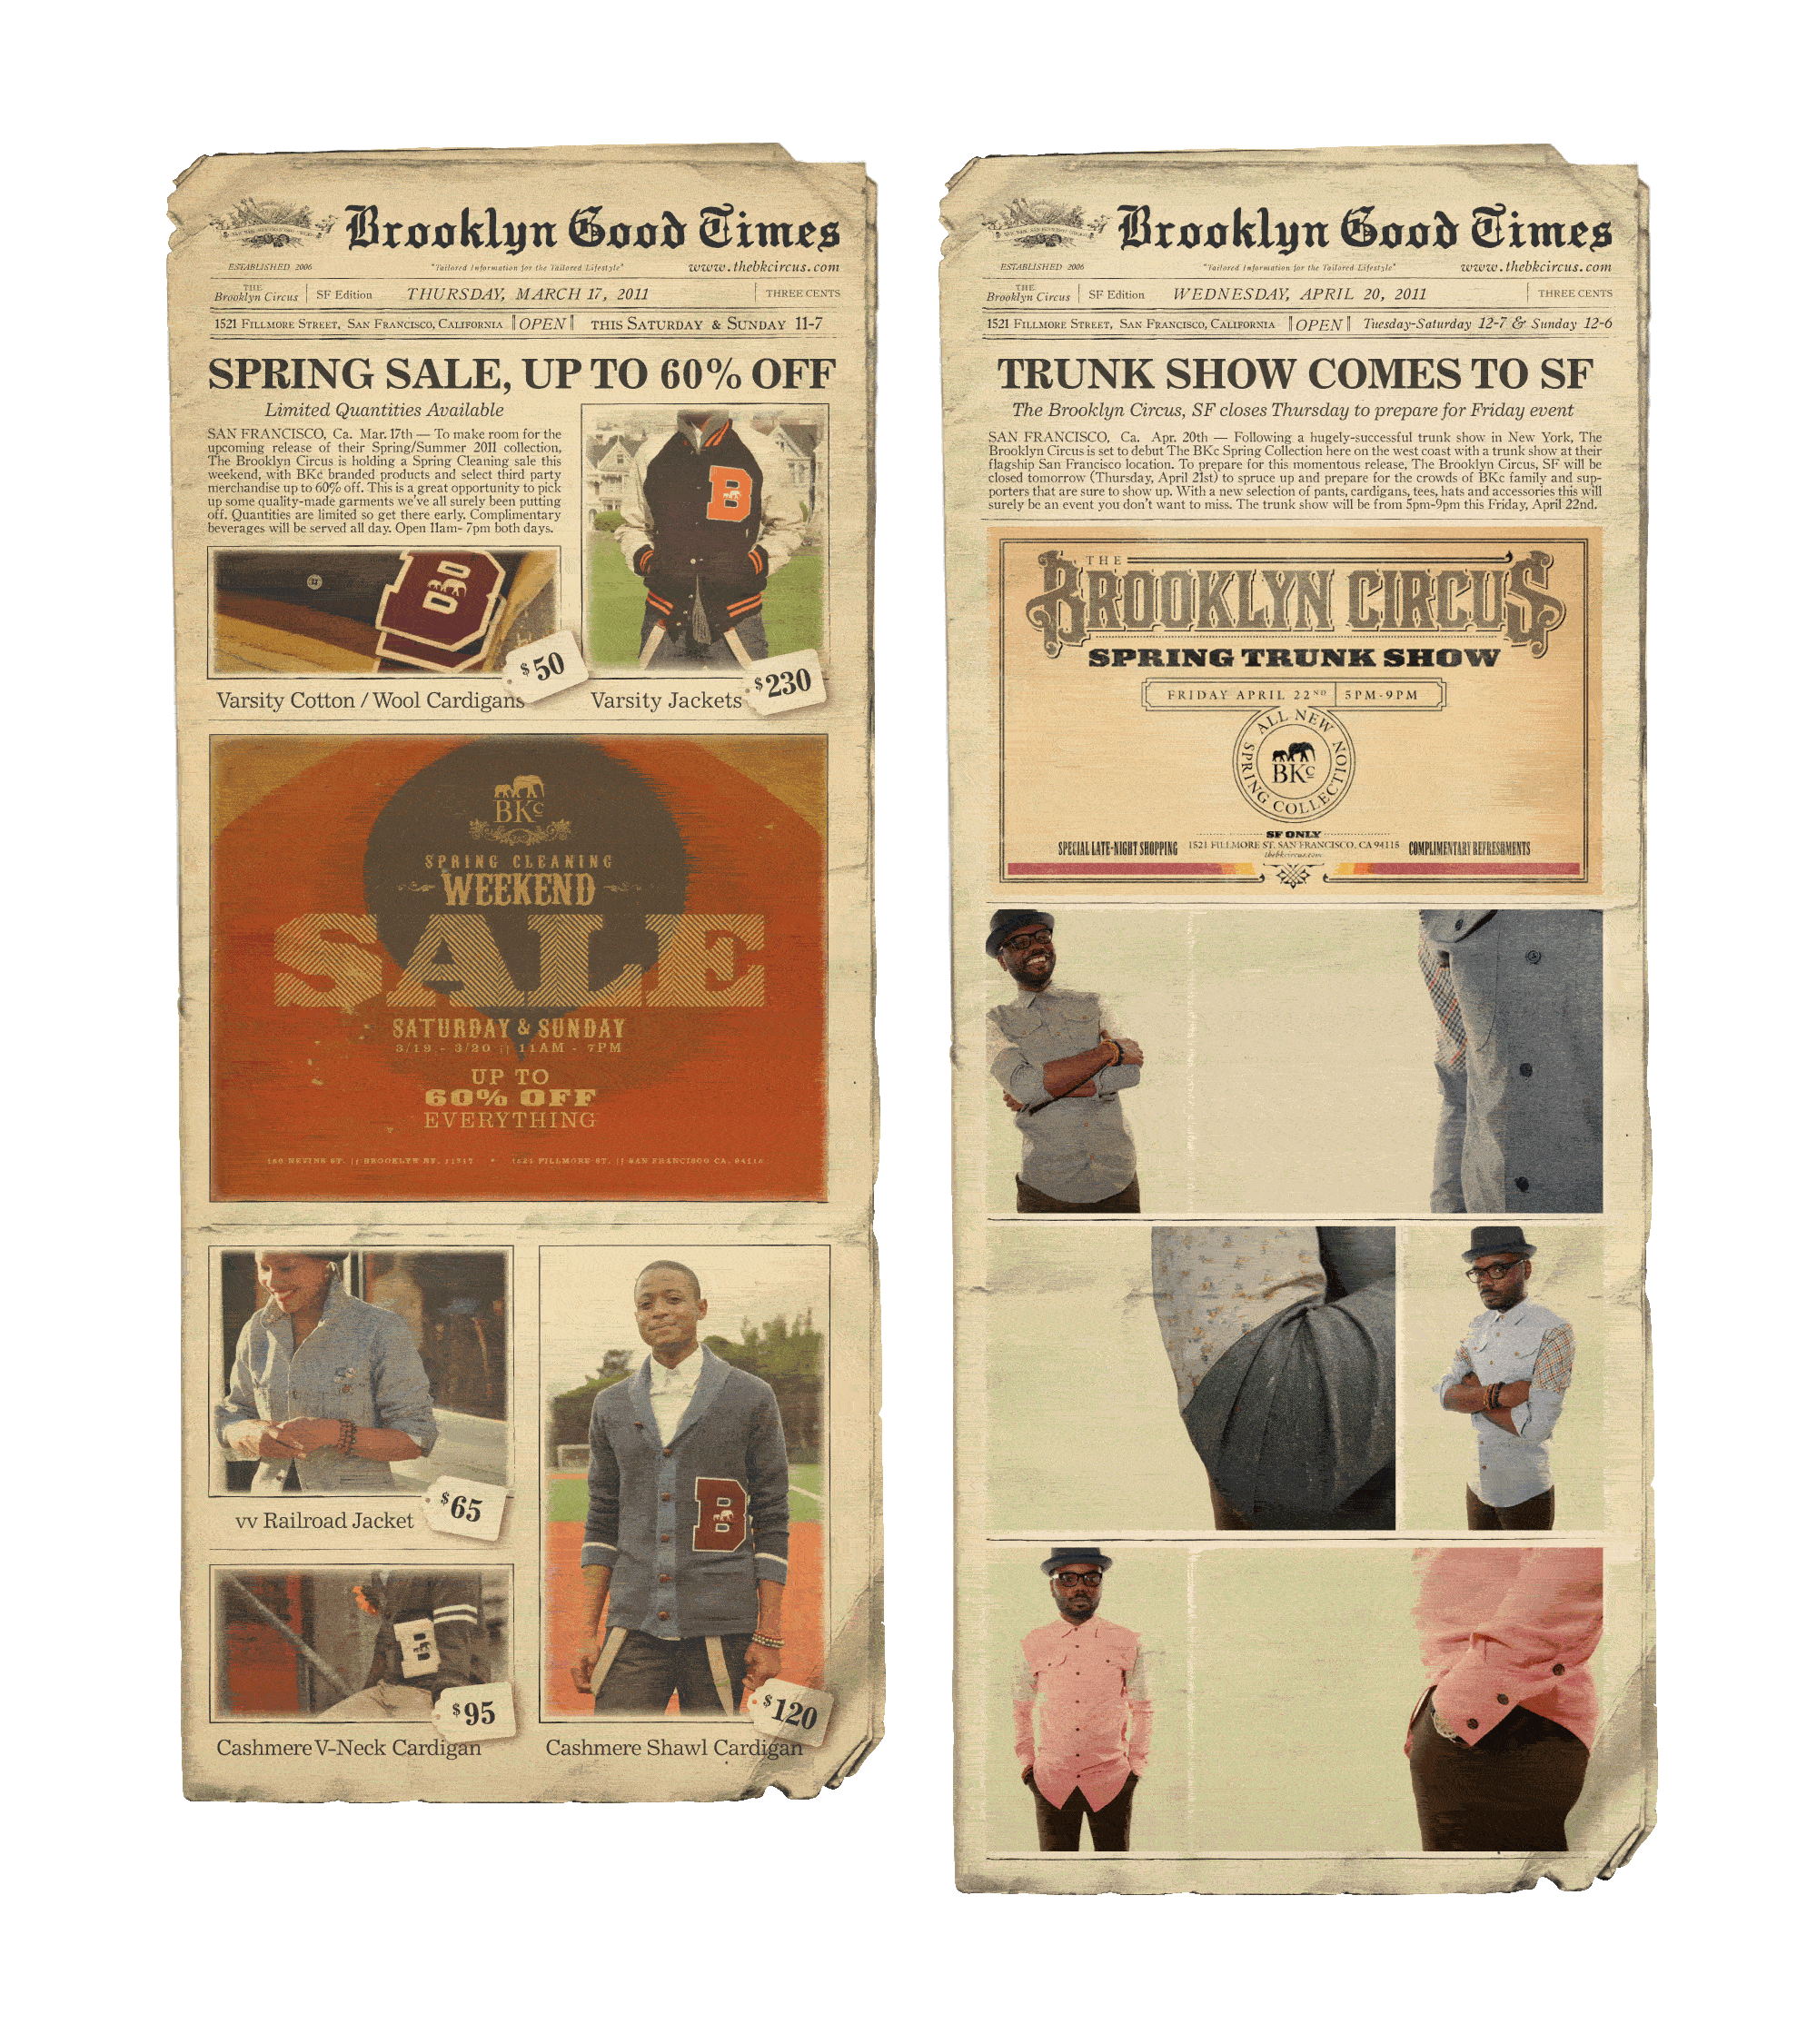 Brooklyn Good Times
ESTABLISHED 2006
"Tailored Information for the Tailored Lifestyle"
www.thebkcircus.com
THE
Brooklyn Circus
SF Edition
THURSDAY, MARCH 17, 2011
THREE CENTS
1521 FILLMORE STREET, SAN FRANCISCO, CALIFORNIA OPEN THIS SATURDAY & SUNDAY 11-7
SPRING SALE, UP TO 60% OFF
Limited Quantities Available
SAN FRANCISCO, Ca. Mar. 17th — To make room for the
upcoming release of their Spring/Summer 2011 collection,
The Brooklyn Circus is holding a Spring Cleaning sale this
weekend, with BKc branded products and select third party
merchandise up to 60% off. This is a great opportunity to pick
up some quality-made garments we've all surely been putting
off. Quantities are limited so get there early. Complimentary
beverages will be served all day. Open 11am- 7pm both days.
B
$50
Varsity Cotton / Wool Cardigans
$230
Varsity Jackets
BKc
SPRING CLEANING
WEEKEND
SALE
SATURDAY & SUNDAY
3/19 - 3/20 || 11AM - 7PM
UP TO
60% OFF
EVERYTHING
150 NEVINS ST. || BROOKLYN NY. 11217 • 1521 FILLMORE ST. || SAN FRANCISCO CA. 94115
$65
vv Railroad Jacket
B
$95
Cashmere V-Neck Cardigan
B
$120
Cashmere Shawl Cardigan
Brooklyn Good Times
ESTABLISHED 2006
"Tailored Information for the Tailored Lifestyle"
www.thebkcircus.com
THE
Brooklyn Circus
SF Edition
WEDNESDAY, APRIL 20, 2011
THREE CENTS
1521 FILLMORE STREET, SAN FRANCISCO, CALIFORNIA OPEN Tuesday-Saturday 12-7 & Sunday 12-6
TRUNK SHOW COMES TO SF
The Brooklyn Circus, SF closes Thursday to prepare for Friday event
SAN FRANCISCO, Ca. Apr. 20th — Following a hugely-successful trunk show in New York, The
Brooklyn Circus is set to debut The BKc Spring Collection here on the west coast with a trunk show at their
flagship San Francisco location. To prepare for this momentous release, The Brooklyn Circus, SF will be
closed tomorrow (Thursday, April 21st) to spruce up and prepare for the crowds of BKc family and sup-
porters that are sure to show up. With a new selection of pants, cardigans, tees, hats and accessories this will
surely be an event you don't want to miss. The trunk show will be from 5pm-9pm this Friday, April 22nd.
THE
BROOKLYN CIRCUS
SPRING TRUNK SHOW
FRIDAY APRIL 22ND 5PM-9PM
ALL NEW
SPRING COLLECTION
BKc
SF ONLY
SPECIAL LATE-NIGHT SHOPPING 1521 FILLMORE ST. SAN FRANCISCO, CA 94115 COMPLIMENTARY REFRESHMENTS
thebkcircus.com